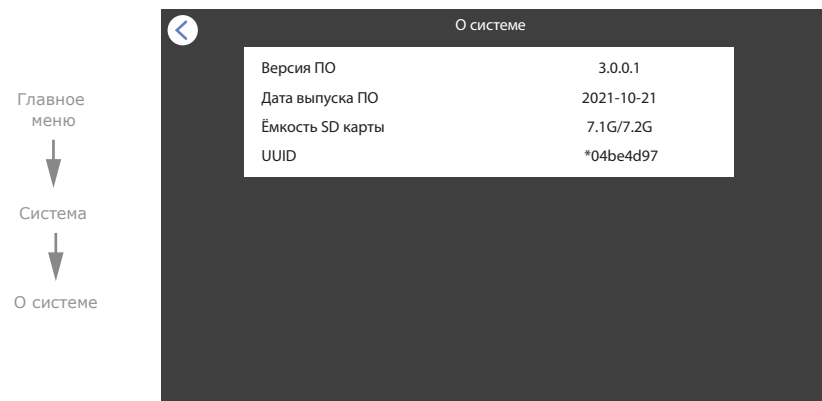 Главное
меню
Система
О системе
О системе
Версия ПО 3.0.0.1
Дата выпуска ПО 2021-10-21
Ёмкость SD карты 7.1G/7.2G
UUID *04be4d97